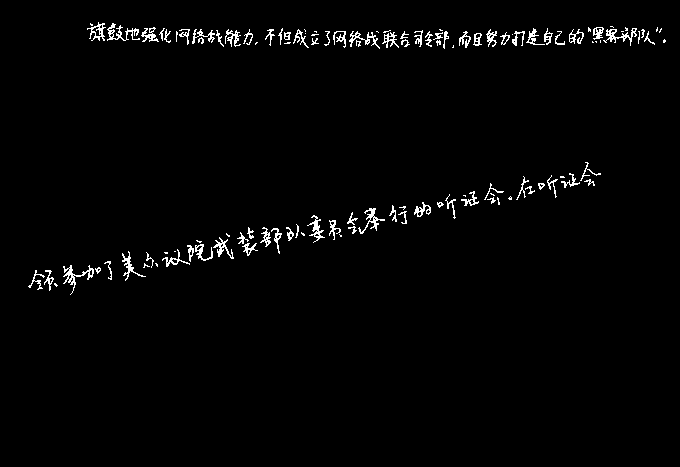 旗鼓地强化网络战能力，不但成立了网络战联合司令部，而且努力打造自己的“黑客部队”。
领参加了美众议院武装部队委员会举行的听证会。在听证会